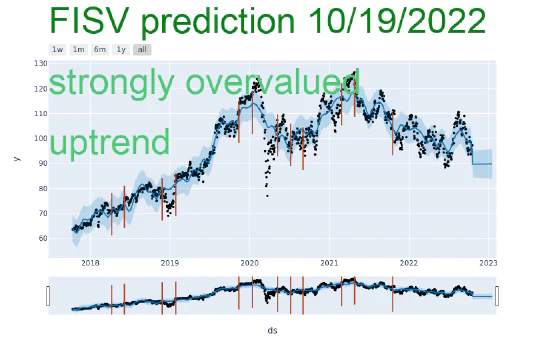 FISV prediction 10/19/2022
1w 1m 6m 1y all
130
strongly overvalued
120
110
uptrend
100
90
80
70
60
y
2018 2019 2020 2021 2022 2023
ds